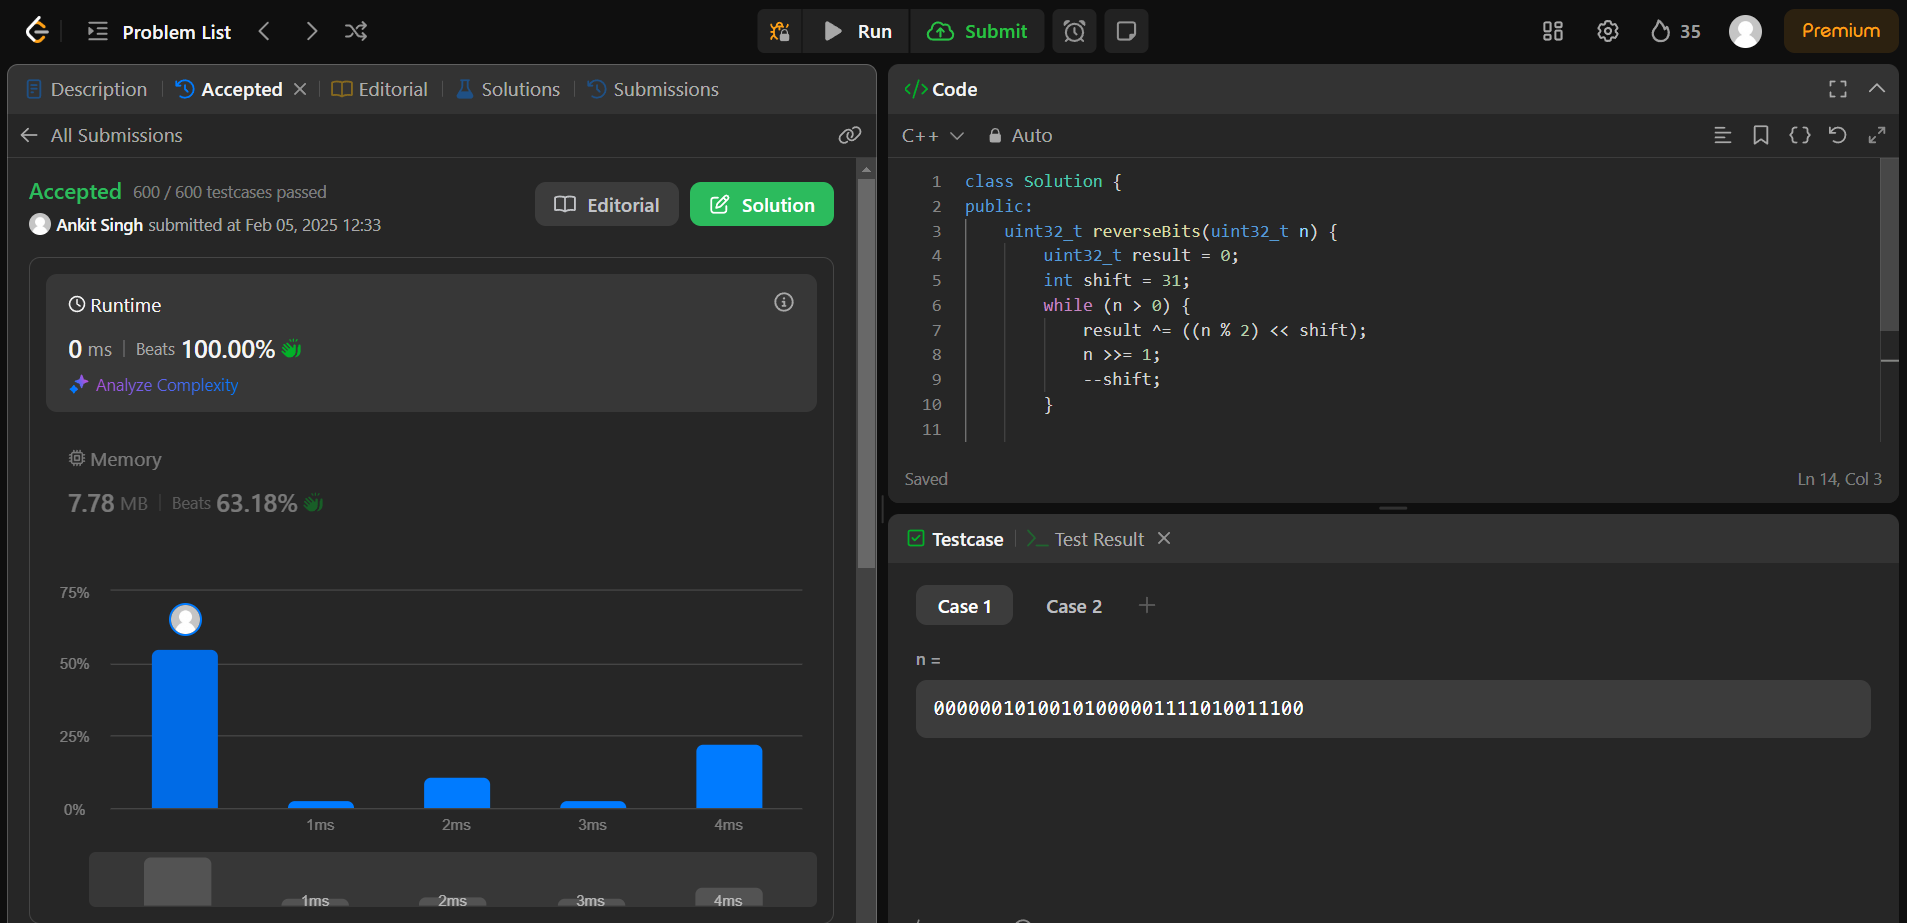 Problem List
Run
Submit
35
Premium
Description
Accepted
Editorial
Solutions
Submissions
All Submissions
Accepted 600 / 600 testcases passed
Ankit Singh submitted at Feb 05, 2025 12:33
Editorial
Solution
Runtime
0 ms | Beats 100.00%
Analyze Complexity
Memory
7.78 MB | Beats 63.18%
75%
50%
25%
0%
1ms 2ms 3ms 4ms
1ms 2ms 3ms 4ms
</> Code
C++ Auto
1 class Solution {
2 public:
3 uint32_t reverseBits(uint32_t n) {
4 uint32_t result = 0;
5 int shift = 31;
6 while (n > 0) {
7 result ^= ((n % 2) << shift);
8 n >>= 1;
9 --shift;
10 }
11
Saved
Ln 14, Col 3
Testcase
Test Result
Case 1
Case 2
n =
00000010100101000001111010011100